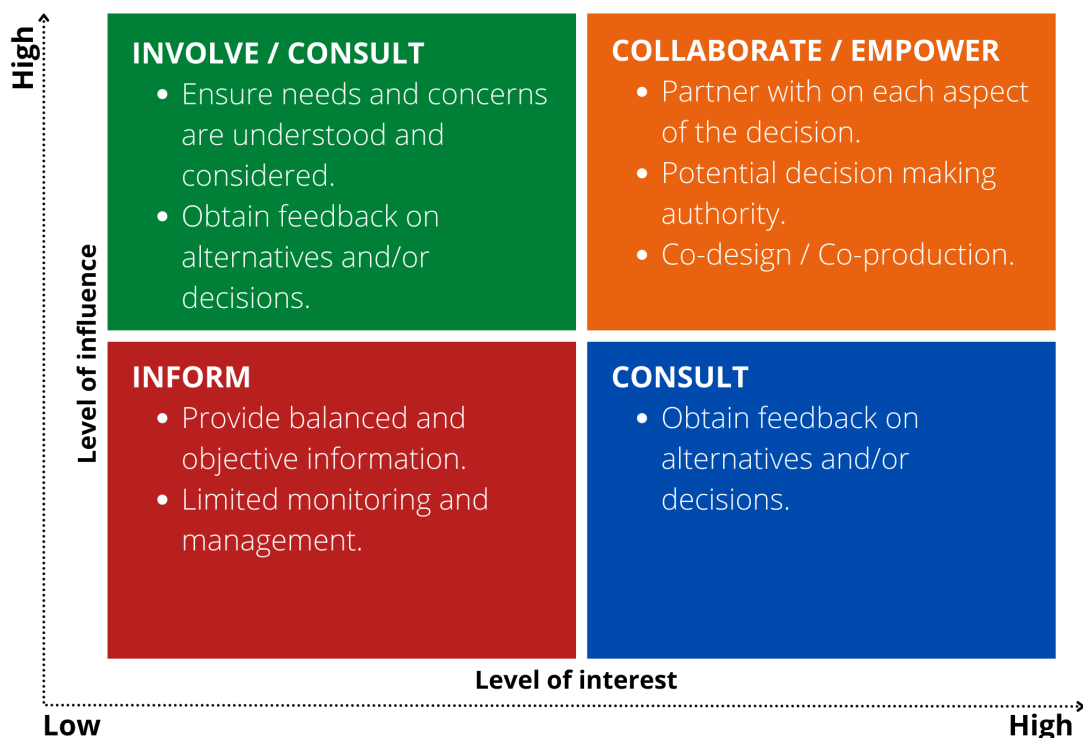 High
Level of influence
INVOLVE / CONSULT
• Ensure needs and concerns
are understood and
considered.
• Obtain feedback on
alternatives and/or
decisions.
COLLABORATE / EMPOWER
• Partner with on each aspect
of the decision.
• Potential decision making
authority.
• Co-design / Co-production.
INFORM
• Provide balanced and
objective information.
• Limited monitoring and
management.
CONSULT
• Obtain feedback on
alternatives and/or
decisions.
Level of interest
Low
High